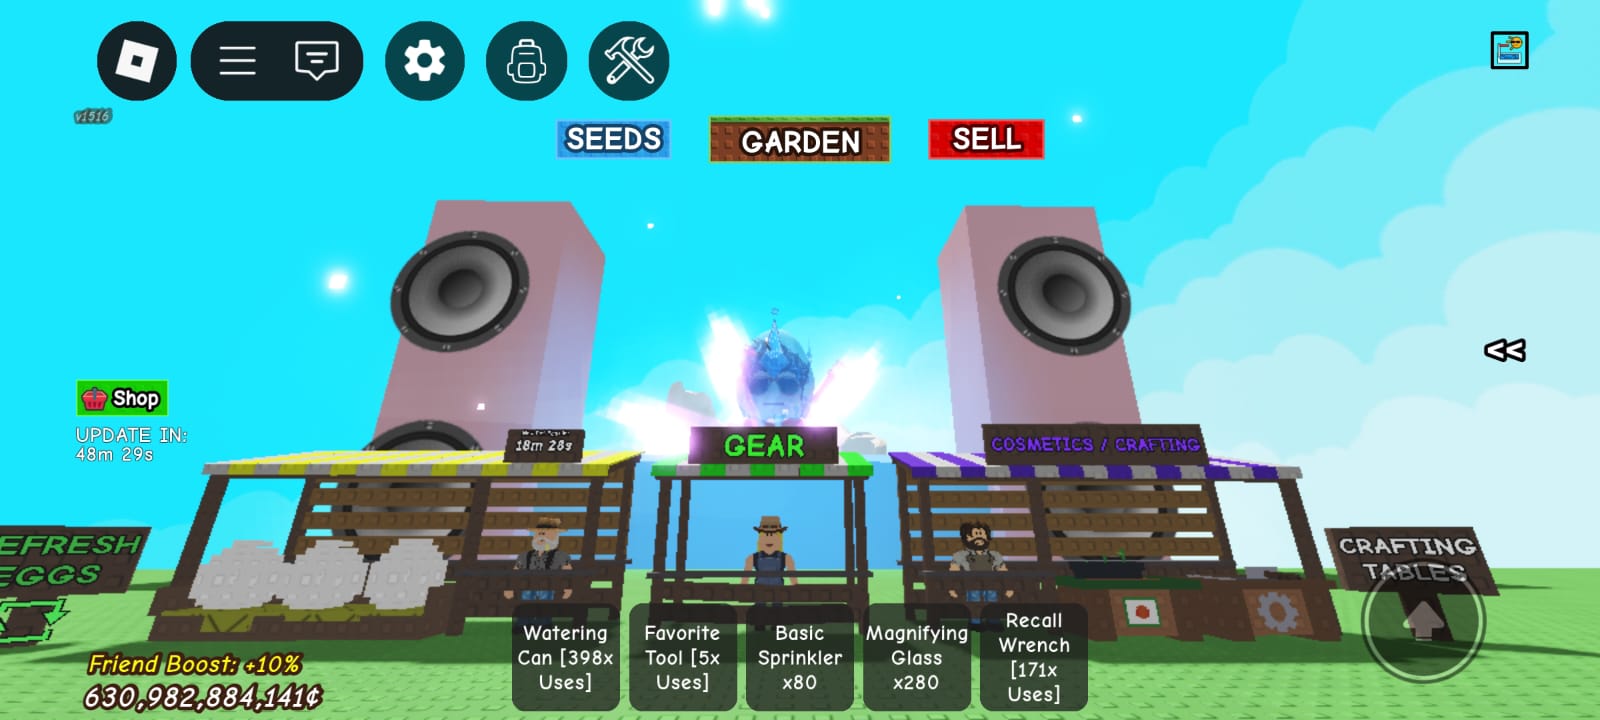 v1516
SEEDS
GARDEN
SELL
Shop
UPDATE IN:
48m 29s
18m 28s
GEAR
COSMETICS / CRAFTING
EFRESH
EGGS
CRAFTING
TABLES
Friend Boost: +10%
630,982,884,141¢
Watering
Can [398x
Uses]
Favorite
Tool [5x
Uses]
Basic
Sprinkler
x80
Magnifying
Glass
x280
Recall
Wrench
[171x
Uses]